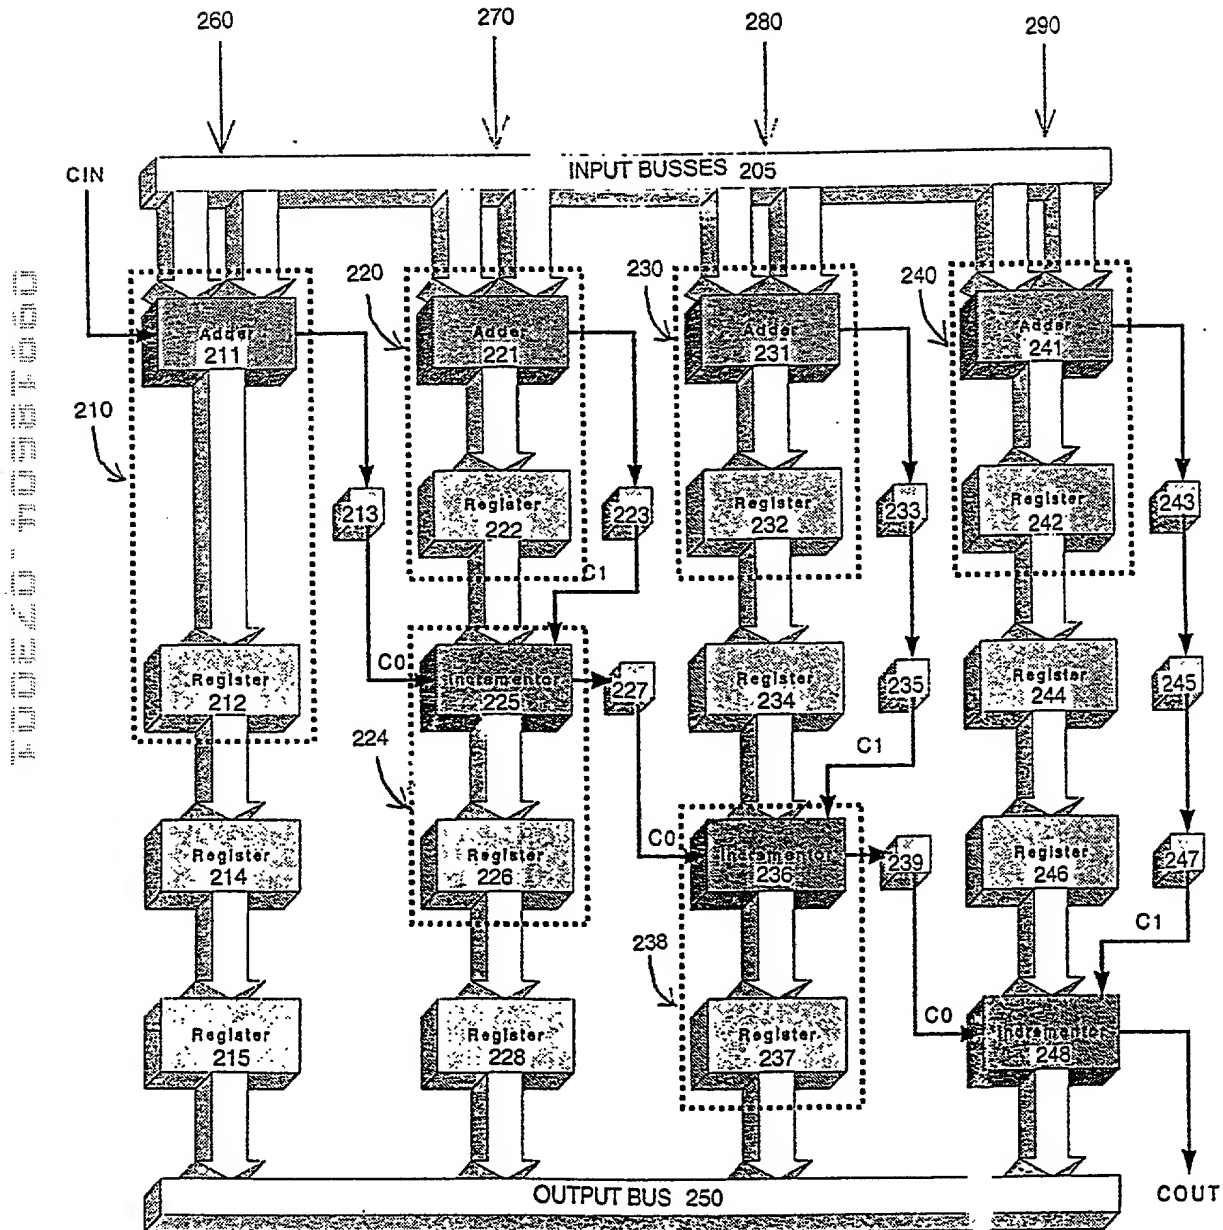 260
270
280
290
CIN
INPUT BUSSES 205
220
230
240
Adder
211
Adder
221
Adder
231
Adder
241
210
213
Register
222
223
Register
232
233
Register
242
243
C1
Register
212
C0
Incrementor
225
227
Register
234
235
Register
244
245
224
C1
Register
214
Register
226
C0
Incrementor
236
239
Register
246
247
238
C1
Register
215
Register
228
Register
237
C0
Incrementor
248
OUTPUT BUS 250
COUT